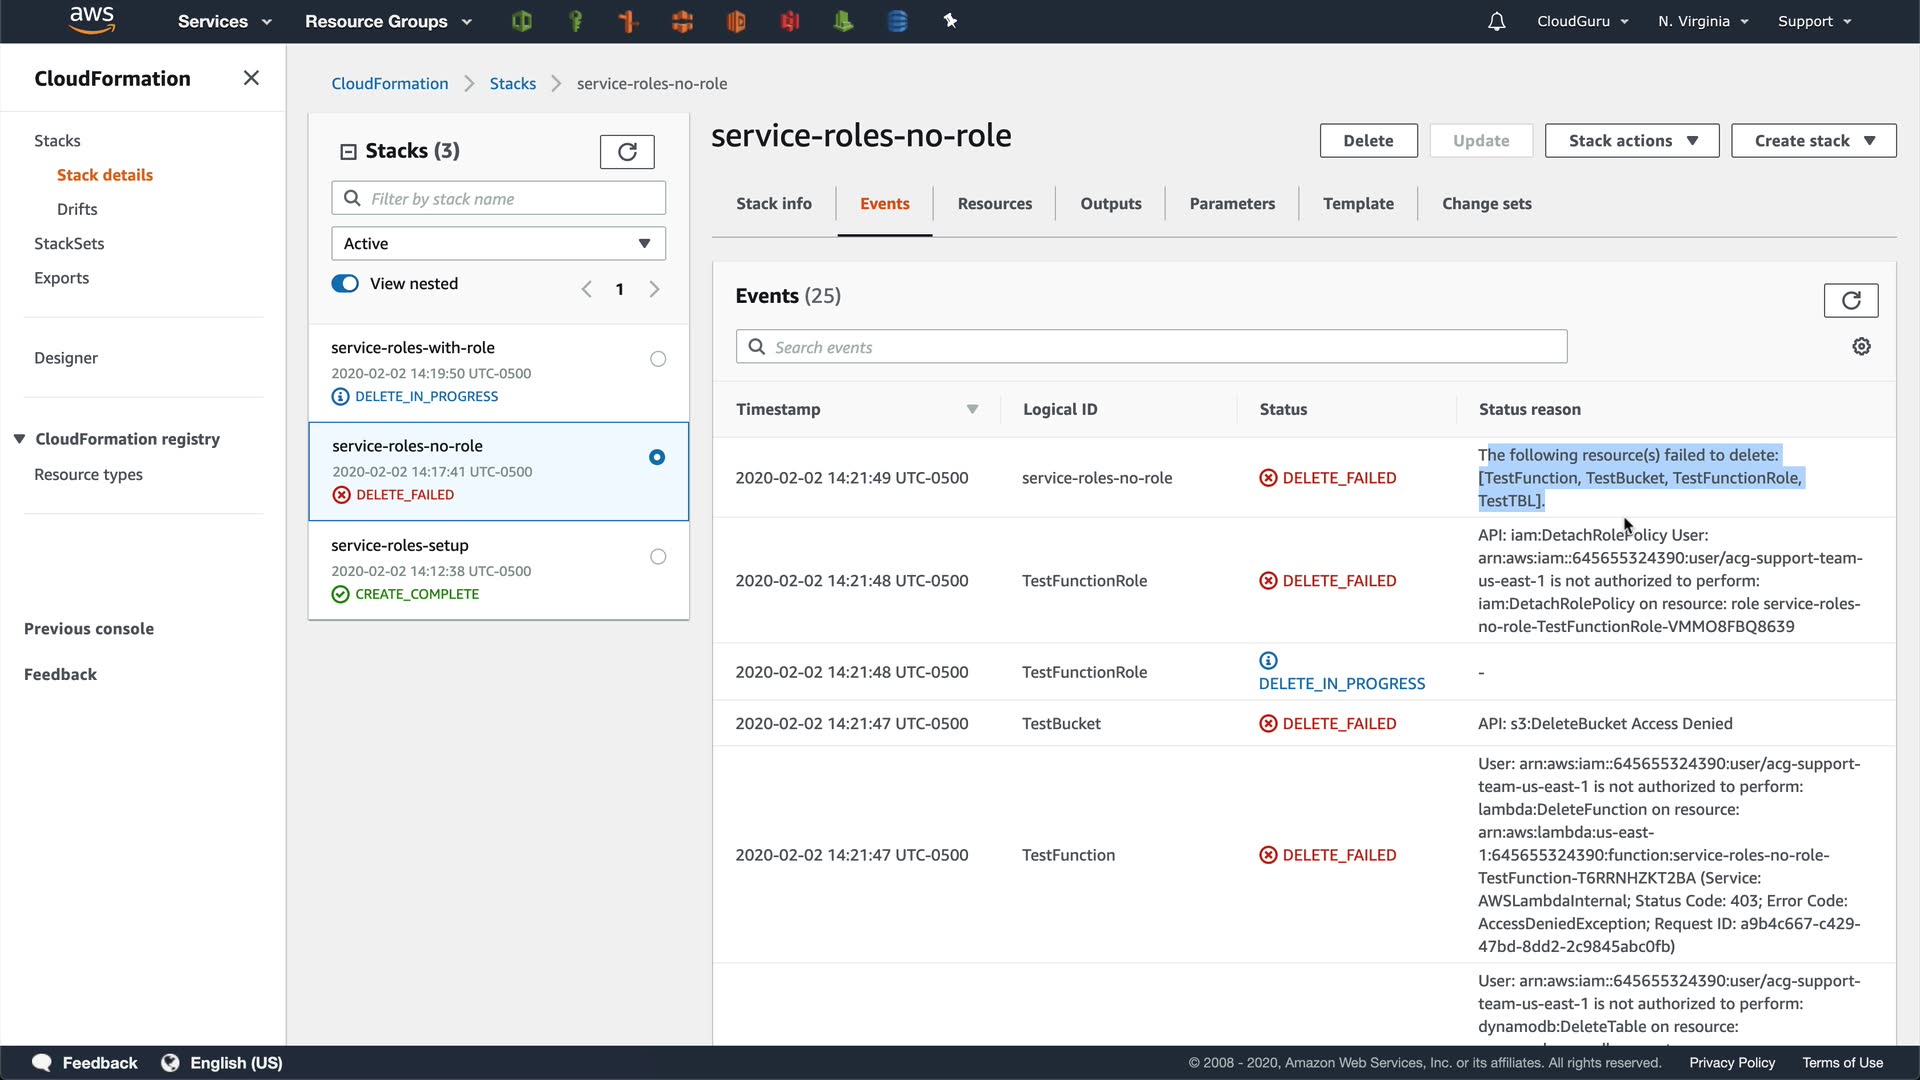 aws
Services
Resource Groups
CloudGuru
N. Virginia
Support
CloudFormation
Stacks
Stack details
Drifts
StackSets
Exports
Designer
CloudFormation registry
Resource types
Previous console
Feedback
CloudFormation > Stacks > service-roles-no-role
Stacks (3)
Filter by stack name
Active
View nested
1
service-roles-with-role
2020-02-02 14:19:50 UTC-0500
DELETE_IN_PROGRESS
service-roles-no-role
2020-02-02 14:17:41 UTC-0500
DELETE_FAILED
service-roles-setup
2020-02-02 14:12:38 UTC-0500
CREATE_COMPLETE
service-roles-no-role
Delete
Update
Stack actions
Create stack
Stack info
Events
Resources
Outputs
Parameters
Template
Change sets
Events (25)
Search events
Timestamp
Logical ID
Status
Status reason
2020-02-02 14:21:49 UTC-0500
service-roles-no-role
DELETE_FAILED
The following resource(s) failed to delete:
[TestFunction, TestBucket, TestFunctionRole,
TestTBL].
2020-02-02 14:21:48 UTC-0500
TestFunctionRole
DELETE_FAILED
API: iam:DetachRolePolicy User:
arn:aws:iam::645655324390:user/acg-support-team-
us-east-1 is not authorized to perform:
iam:DetachRolePolicy on resource: role service-roles-
no-role-TestFunctionRole-VMMO8FBQ8639
2020-02-02 14:21:48 UTC-0500
TestFunctionRole
DELETE_IN_PROGRESS
-
2020-02-02 14:21:47 UTC-0500
TestBucket
DELETE_FAILED
API: s3:DeleteBucket Access Denied
2020-02-02 14:21:47 UTC-0500
TestFunction
DELETE_FAILED
User: arn:aws:iam::645655324390:user/acg-support-
team-us-east-1 is not authorized to perform:
lambda:DeleteFunction on resource:
arn:aws:lambda:us-east-
1:645655324390:function:service-roles-no-role-
TestFunction-T6RRNHZKT2BA (Service:
AWSLambdaInternal; Status Code: 403; Error Code:
AccessDeniedException; Request ID: a9b4c667-c429-
47bd-8dd2-2c9845abc0fb)
User: arn:aws:iam::645655324390:user/acg-support-
team-us-east-1 is not authorized to perform:
dynamodb:DeleteTable on resource:
Feedback
English (US)
© 2008 - 2020, Amazon Web Services, Inc. or its affiliates. All rights reserved.
Privacy Policy
Terms of Use